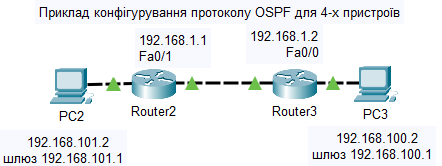 Приклад конфігурування протоколу OSPF для 4-х пристроїв
192.168.1.1
Fa0/1
192.168.1.2
Fa0/0
PC2
Router2
Router3
PC3
192.168.101.2
шлюз 192.168.101.1
192.168.100.2
шлюз 192.168.100.1